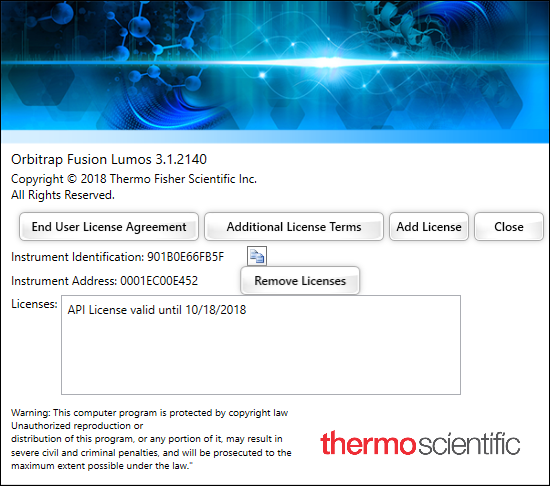 Orbitrap Fusion Lumos 3.1.2140
Copyright © 2018 Thermo Fisher Scientific Inc.
All Rights Reserved.
End User License Agreement
Additional License Terms
Add License
Close
Instrument Identification: 901B0E66FB5F
Instrument Address: 0001EC00E452
Remove Licenses
Licenses:
API License valid until 10/18/2018
Warning: This computer program is protected by copyright law
Unauthorized reproduction or
distribution of this program, or any portion of it, may result in
severe civil and criminal penalties, and will be prosecuted to the
maximum extent possible under the law."
thermoscientific